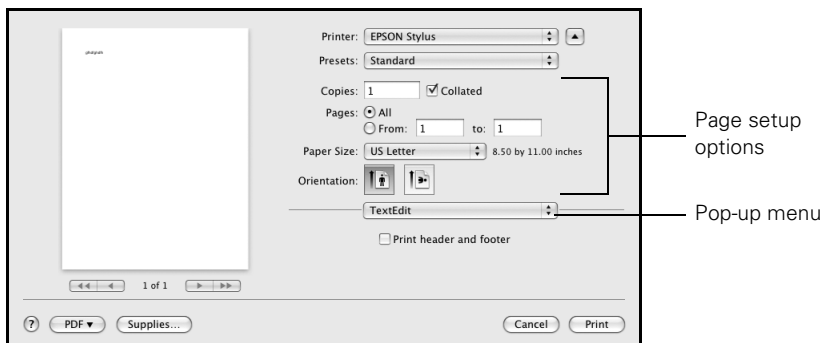 photograph
Printer: EPSON Stylus
Presets: Standard
Copies: 1 Collated
Pages: All
From: 1 to: 1
Paper Size: US Letter 8.50 by 11.00 inches
Orientation:
TextEdit
Print header and footer
1 of 1
? PDF Supplies... Cancel Print
Page setup
options
Pop-up menu